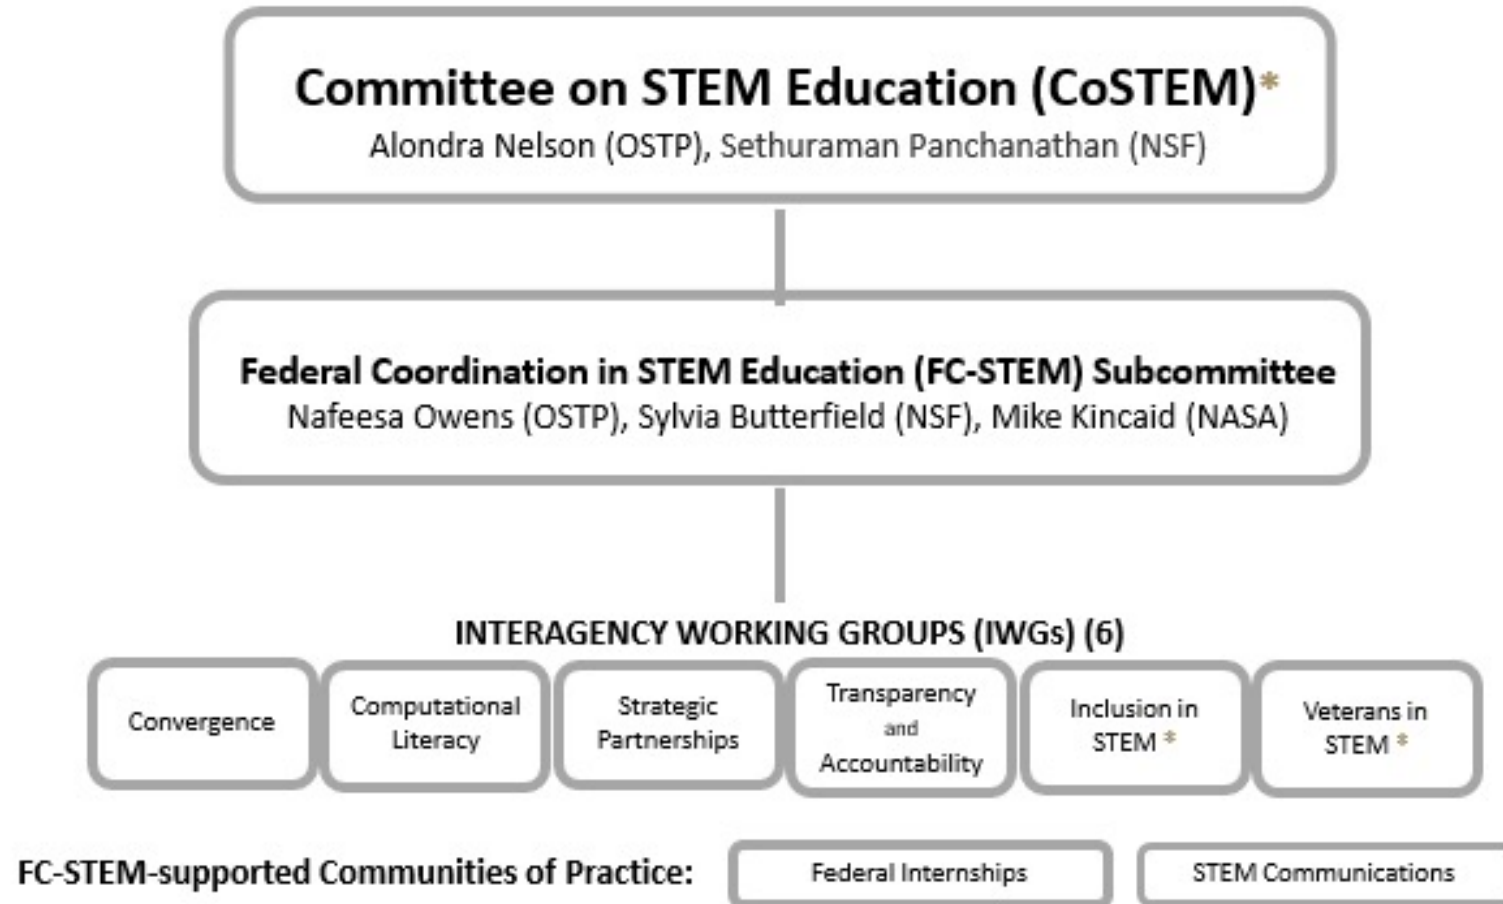 Committee on STEM Education (CoSTEM)*
Alondra Nelson (OSTP), Sethuraman Panchanathan (NSF)
Federal Coordination in STEM Education (FC-STEM) Subcommittee
Nafeesa Owens (OSTP), Sylvia Butterfield (NSF), Mike Kincaid (NASA)
INTERAGENCY WORKING GROUPS (IWGs) (6)
Convergence
Computational
Literacy
Strategic
Partnerships
Transparency
and
Accountability
Inclusion in
STEM *
Veterans in
STEM *
FC-STEM-supported Communities of Practice:
Federal Internships
STEM Communications